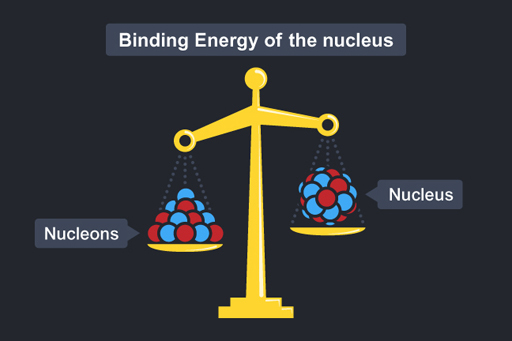 Binding Energy of the nucleus
Nucleus
Nucleons